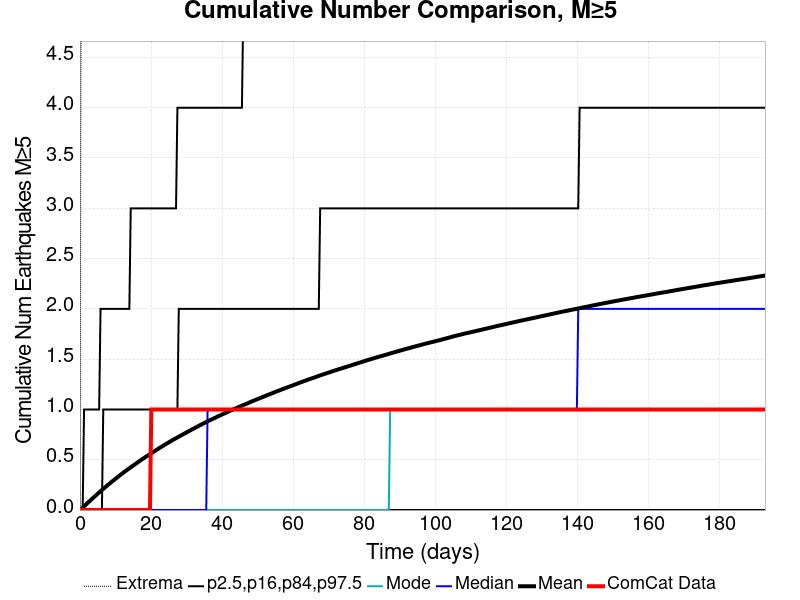 Cumulative Number Comparison, M≥5
Cumulative Num Earthquakes M≥5
4.5
4.0
3.5
3.0
2.5
2.0
1.5
1.0
0.5
0.0
0 20 40 60 80 100 120 140 160 180
Time (days)
Extrema p2.5,p16,p84,p97.5 Mode Median Mean ComCat Data